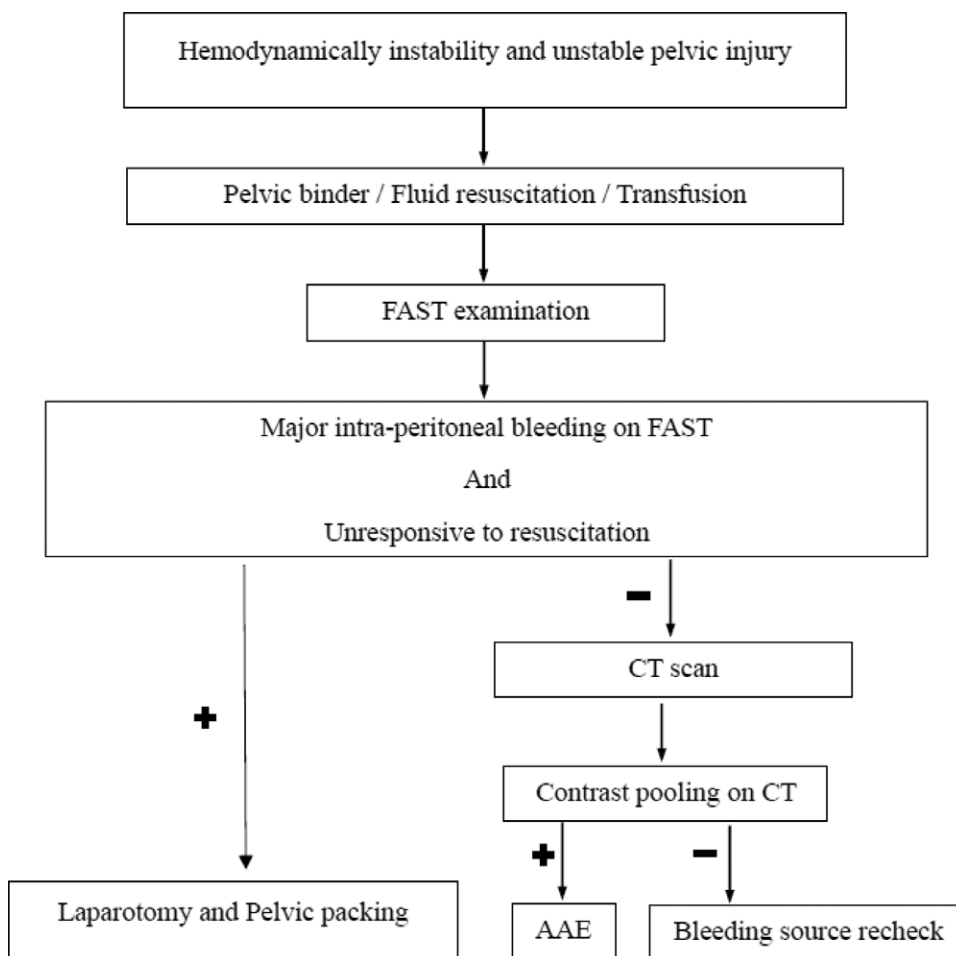 Hemodynamically instability and unstable pelvic injury
Pelvic binder / Fluid resuscitation / Transfusion
FAST examination
Major intra-peritoneal bleeding on FAST
And
Unresponsive to resuscitation
-
CT scan
+
Contrast pooling on CT
+
-
Laparotomy and Pelvic packing
AAE
Bleeding source recheck